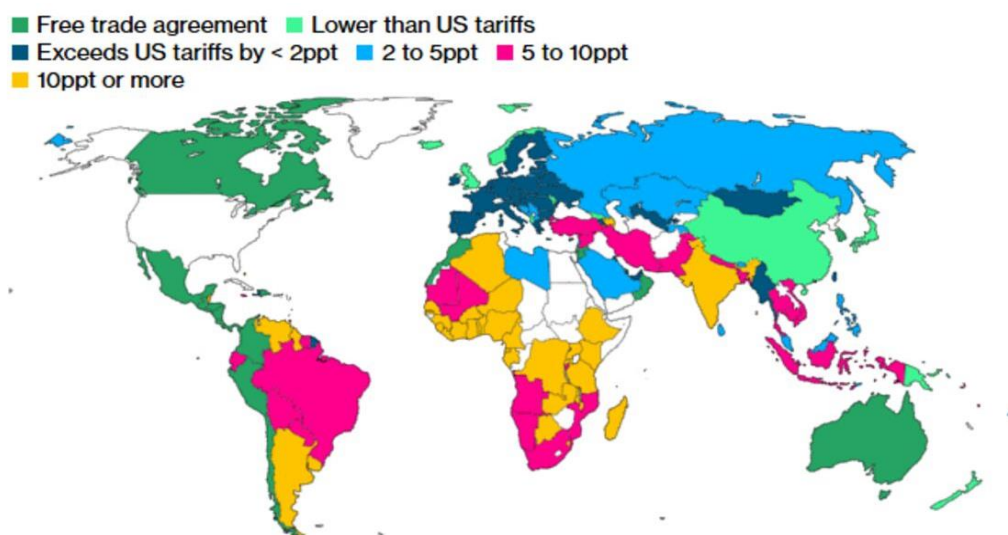 Free trade agreement Lower than US tariffs
Exceeds US tariffs by < 2ppt 2 to 5ppt 5 to 10ppt
10ppt or more